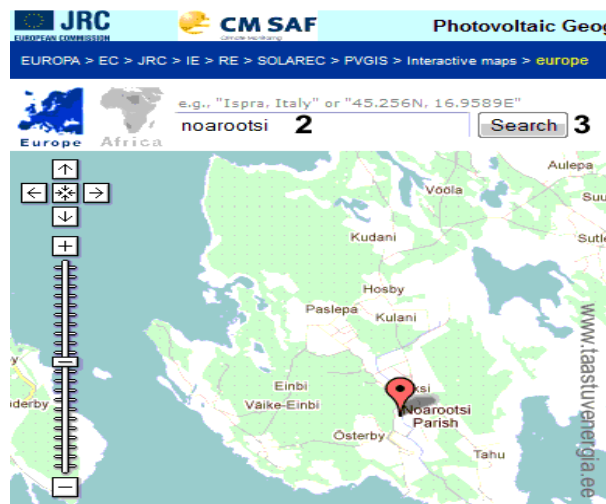 JRC
EUROPEAN COMMISSION
CM SAF
Photovoltaic Geog
EUROPA > EC > JRC > IE > RE > SOLAREC > PVGIS > Interactive maps > europe
e.g., "Ispra, Italy" or "45.256N, 16.9589E"
noarootsi 2
Search 3
Europe Africa
Aulepa
Vööla
Suu
Kudani
Sutle
Hosby
Paslepa Kulani
Einbi
ksi
Väike-Einbi
Noarootsi
Parish
derby
Österby
Tahu
www.taastuvenergia.ee